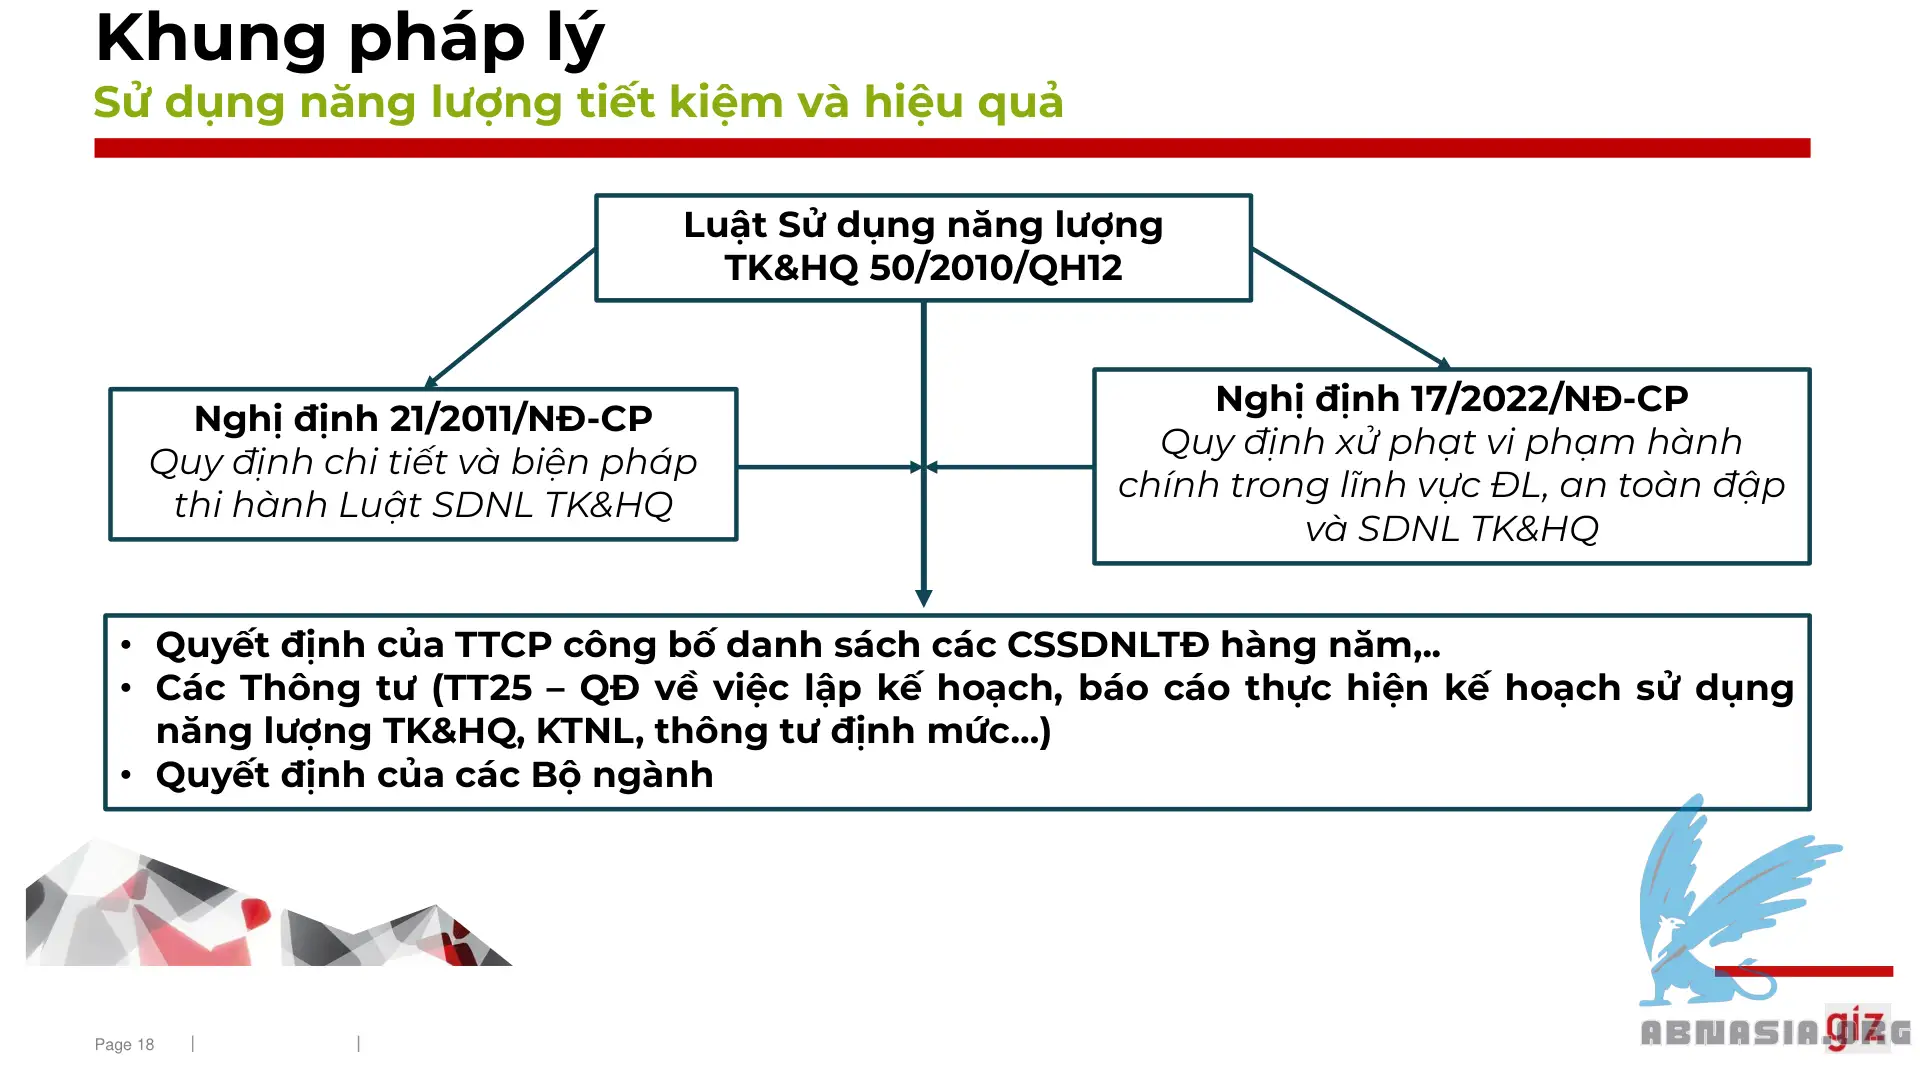 Khung pháp lý
Sử dụng năng lượng tiết kiệm và hiệu quả
Luật Sử dụng năng lượng
TK&HQ 50/2010/QH12
Nghị định 21/2011/NĐ-CP
Quy định chi tiết và biện pháp
thi hành Luật SDNL TK&HQ
Nghị định 17/2022/NĐ-CP
Quy định xử phạt vi phạm hành
chính trong lĩnh vực ĐL, an toàn đập
và SDNL TK&HQ
• Quyết định của TTCP công bố danh sách các CSSDNLTĐ hàng năm,..
• Các Thông tư (TT25 – QĐ về việc lập kế hoạch, báo cáo thực hiện kế hoạch sử dụng
năng lượng TK&HQ, KTNL, thông tư định mức...)
• Quyết định của các Bộ ngành
Page 18
giz
ABNASIA.ORG